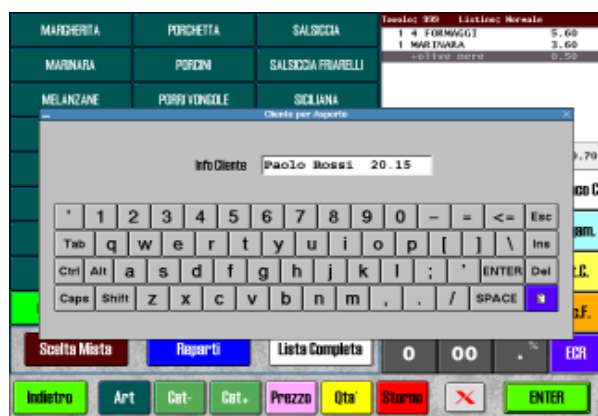 MARGHERITA PORCHETTA SALSICCIA
Tavolo: 999 Listino: Normale
1 4 FORMAGGI 5.60
1 MARINARA 3.60
+olive nere 0.50
MARINARA PORCINI SALSICCIA FRIARELLI
MELANZANE PORRI VONGOLE SICILIANA
Cliente per Asporto
Info Cliente Paolo Rossi 20.15
9.70
' 1 2 3 4 5 6 7 8 9 0 - = <= Esc
Tab q w e r t y u i o p [ ] \ Ins
Ctrl Alt a s d f g h j k l ; ' ENTER Del
Caps Shift z x c v b n m , . / SPACE
Scelta Mista Reparti Lista Completa 0 00 . % ECR
Indietro Art Cat- Cat+ Prezzo Qta' Storno X ENTER